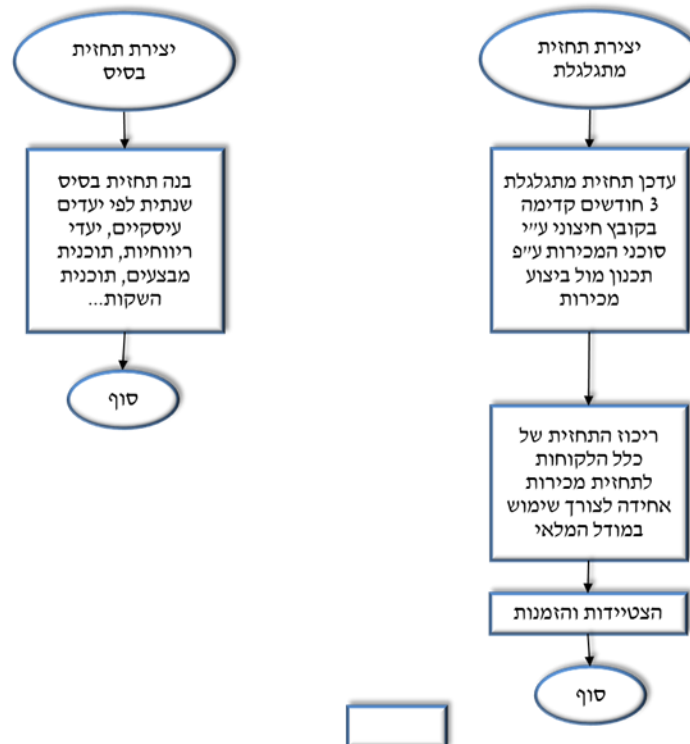 יצירת תחזית
מתגלגלת
עדכן תחזית מתגלגלת
3 חודשים קדימה
בקובץ חיצוני ע״י
סוכני המכירות ע״פ
תכנון מול ביצוע
מכירות
ריכוז התחזית של
כלל הלקוחות
לתחזית מכירות
אחידה לצורך שימוש
במודל המלאי
הצטיידות והזמנות
סוף
יצירת תחזית
בסיס
בנה תחזית בסיס
שנתית לפי יעדים
עיסקיים, יעדי
ריווחיות, תוכנית
מבצעים, תוכנית
השקות...
סוף